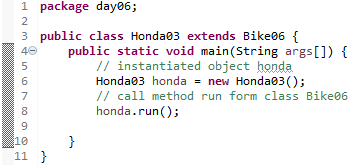 1 package day06;
2
3 public class Honda03 extends Bike06 {
4 public static void main(String args[]) {
5 // instantiated object honda
6 Honda03 honda = new Honda03();
7 // call method run form class Bike06
8 honda.run();
9
10 }
11 }